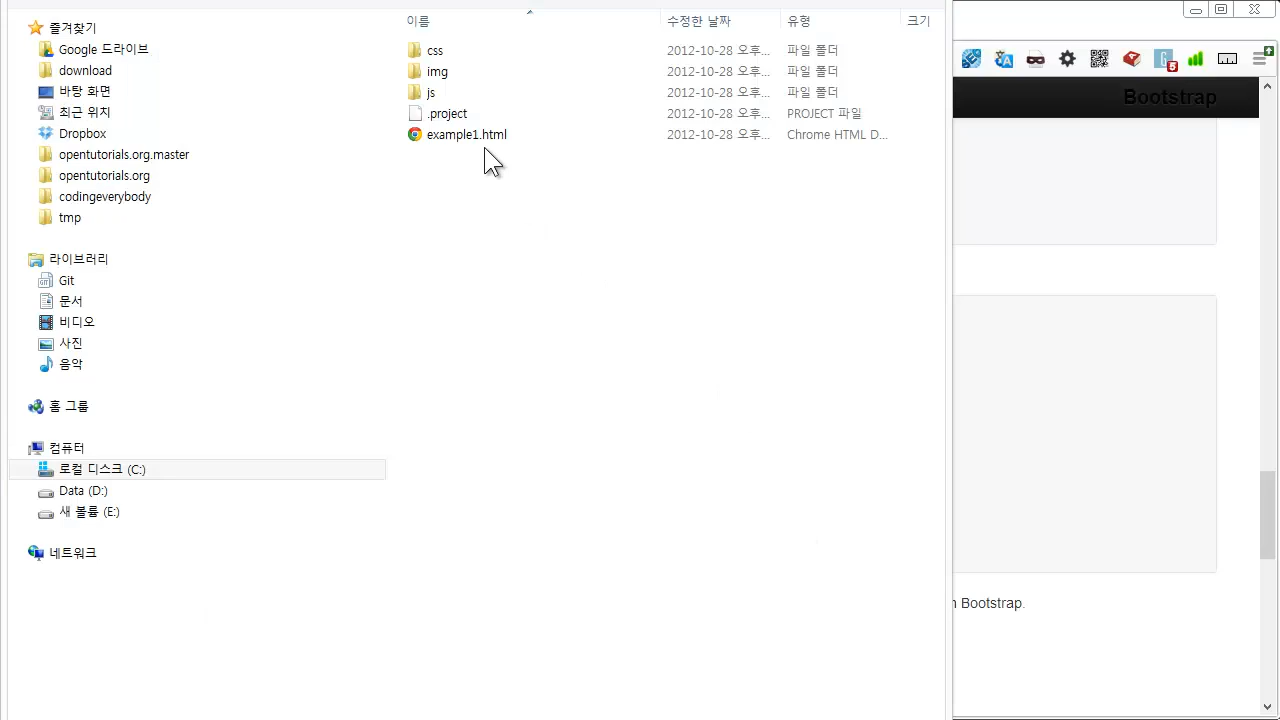 이름 수정한 날짜 유형 크기
즐겨찾기
Google 드라이브
download
바탕 화면
최근 위치
Dropbox
opentutorials.org.master
opentutorials.org
codingeverybody
tmp
라이브러리
Git
문서
비디오
사진
음악
홈 그룹
컴퓨터
로컬 디스크 (C:)
Data (D:)
새 볼륨 (E:)
네트워크
css 2012-10-28 오후... 파일 폴더
img 2012-10-28 오후... 파일 폴더
js 2012-10-28 오후... 파일 폴더
.project 2012-10-28 오후... PROJECT 파일
example1.html 2012-10-28 오후... Chrome HTML D...
5
Bootstrap
n Bootstrap.